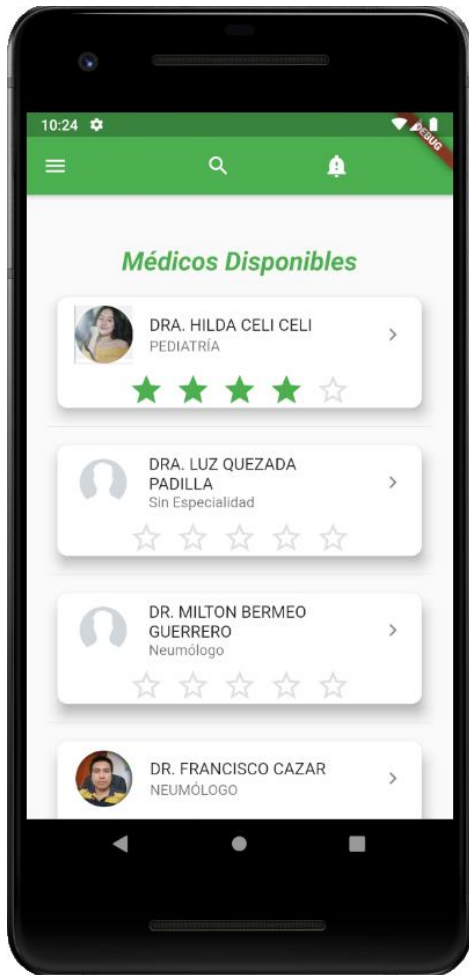 10:24
DEBUG
Médicos Disponibles
DRA. HILDA CELI CELI
PEDIATRÍA
DRA. LUZ QUEZADA
PADILLA
Sin Especialidad
DR. MILTON BERMEO
GUERRERO
Neumólogo
DR. FRANCISCO CAZAR
NEUMÓLOGO